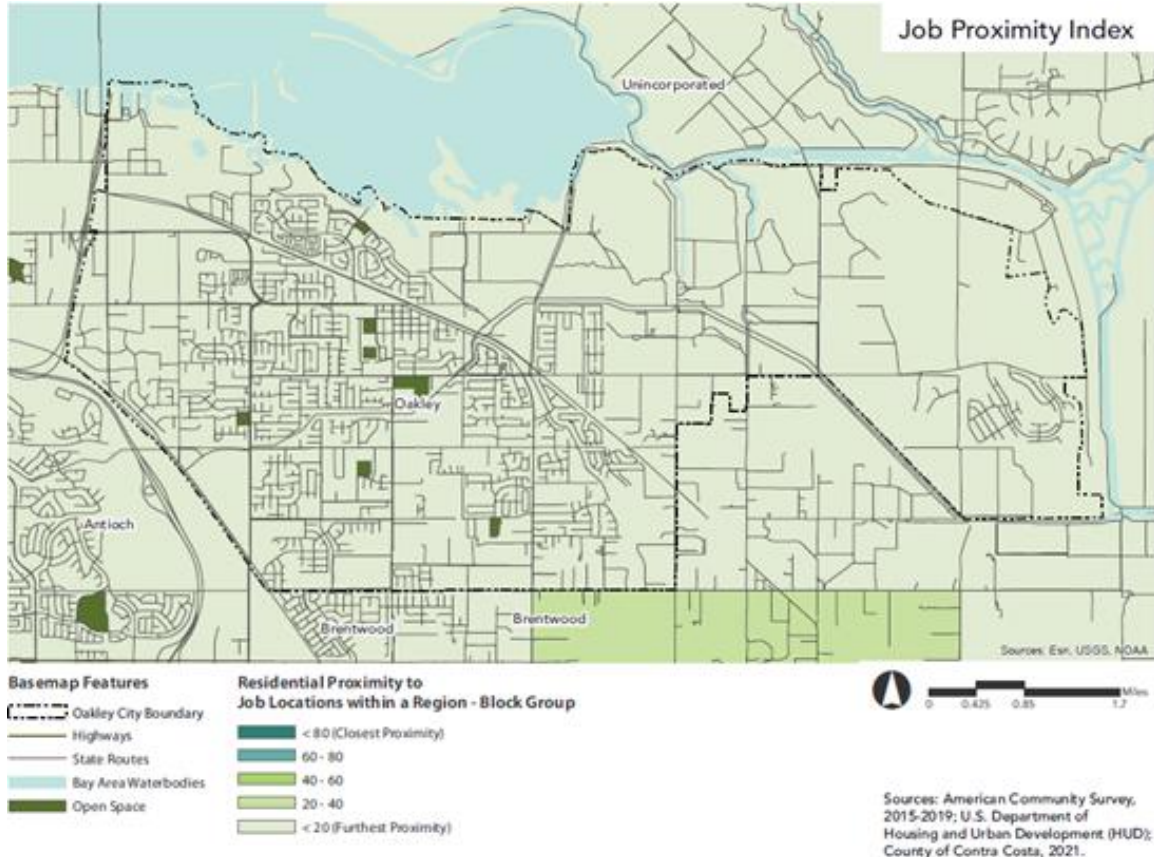 Job Proximity Index
Unincorporated
Oakley
Antioch
Brentwood
Brentwood
Sources: Esri, USGS, NOAA
Basemap Features
Oakley City Boundary
Highways
State Routes
Bay Area Waterbodies
Open Space
Residential Proximity to
Job Locations within a Region - Block Group
< 80 (Closest Proximity)
60 - 80
40 - 60
20 - 40
< 20 (Furthest Proximity)
Miles
0 0.425 0.85 1.7
Sources: American Community Survey,
2015-2019; U.S. Department of
Housing and Urban Development (HUD);
County of Contra Costa, 2021.